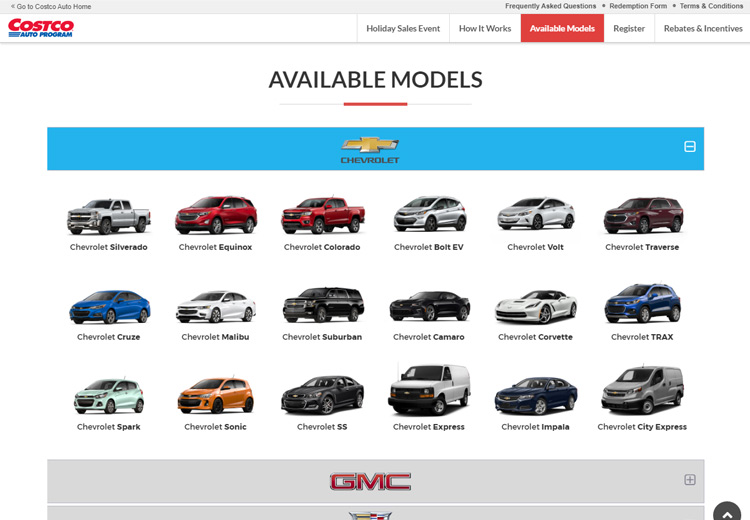 < Go to Costco Auto Home
Frequently Asked Questions • Redemption Form • Terms & Conditions
COSTCO
AUTO PROGRAM
Holiday Sales Event
How It Works
Available Models
Register
Rebates & Incentives
AVAILABLE MODELS
CHEVROLET
Chevrolet Silverado
Chevrolet Equinox
Chevrolet Colorado
Chevrolet Bolt EV
Chevrolet Volt
Chevrolet Traverse
Chevrolet Cruze
Chevrolet Malibu
Chevrolet Suburban
Chevrolet Camaro
Chevrolet Corvette
Chevrolet TRAX
Chevrolet Spark
Chevrolet Sonic
Chevrolet SS
Chevrolet Express
Chevrolet Impala
Chevrolet City Express
GMC